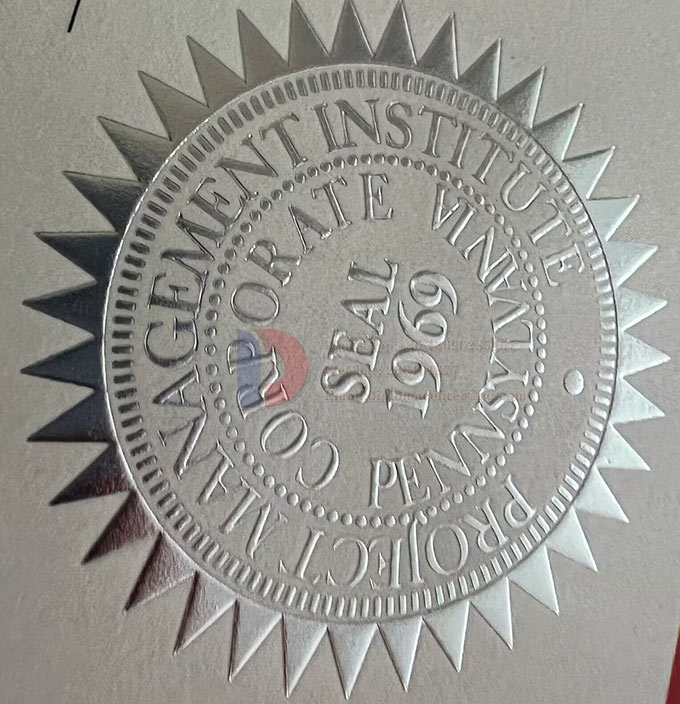 PROJECT MANAGEMENT INSTITUTE
CORPORATE
SEAL
1969
PENNSYLVANIA